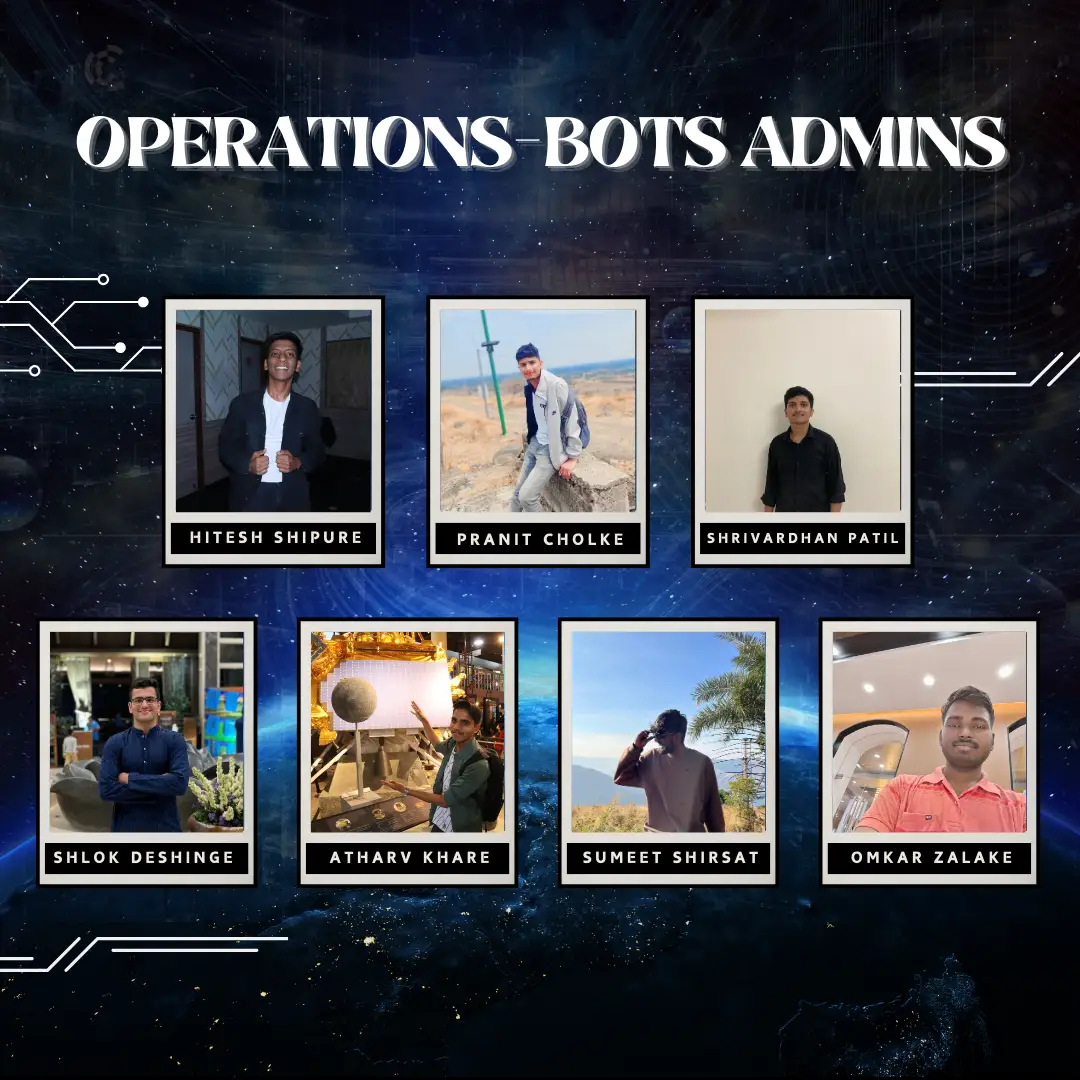 OPERATIONS-BOTS ADMINS
HITESH SHIPURE
PRANIT CHOLKE
SHRIVARDHAN PATIL
SHLOK DESHINGE
ATHARV KHARE
SUMEET SHIRSAT
OMKAR ZALAKE